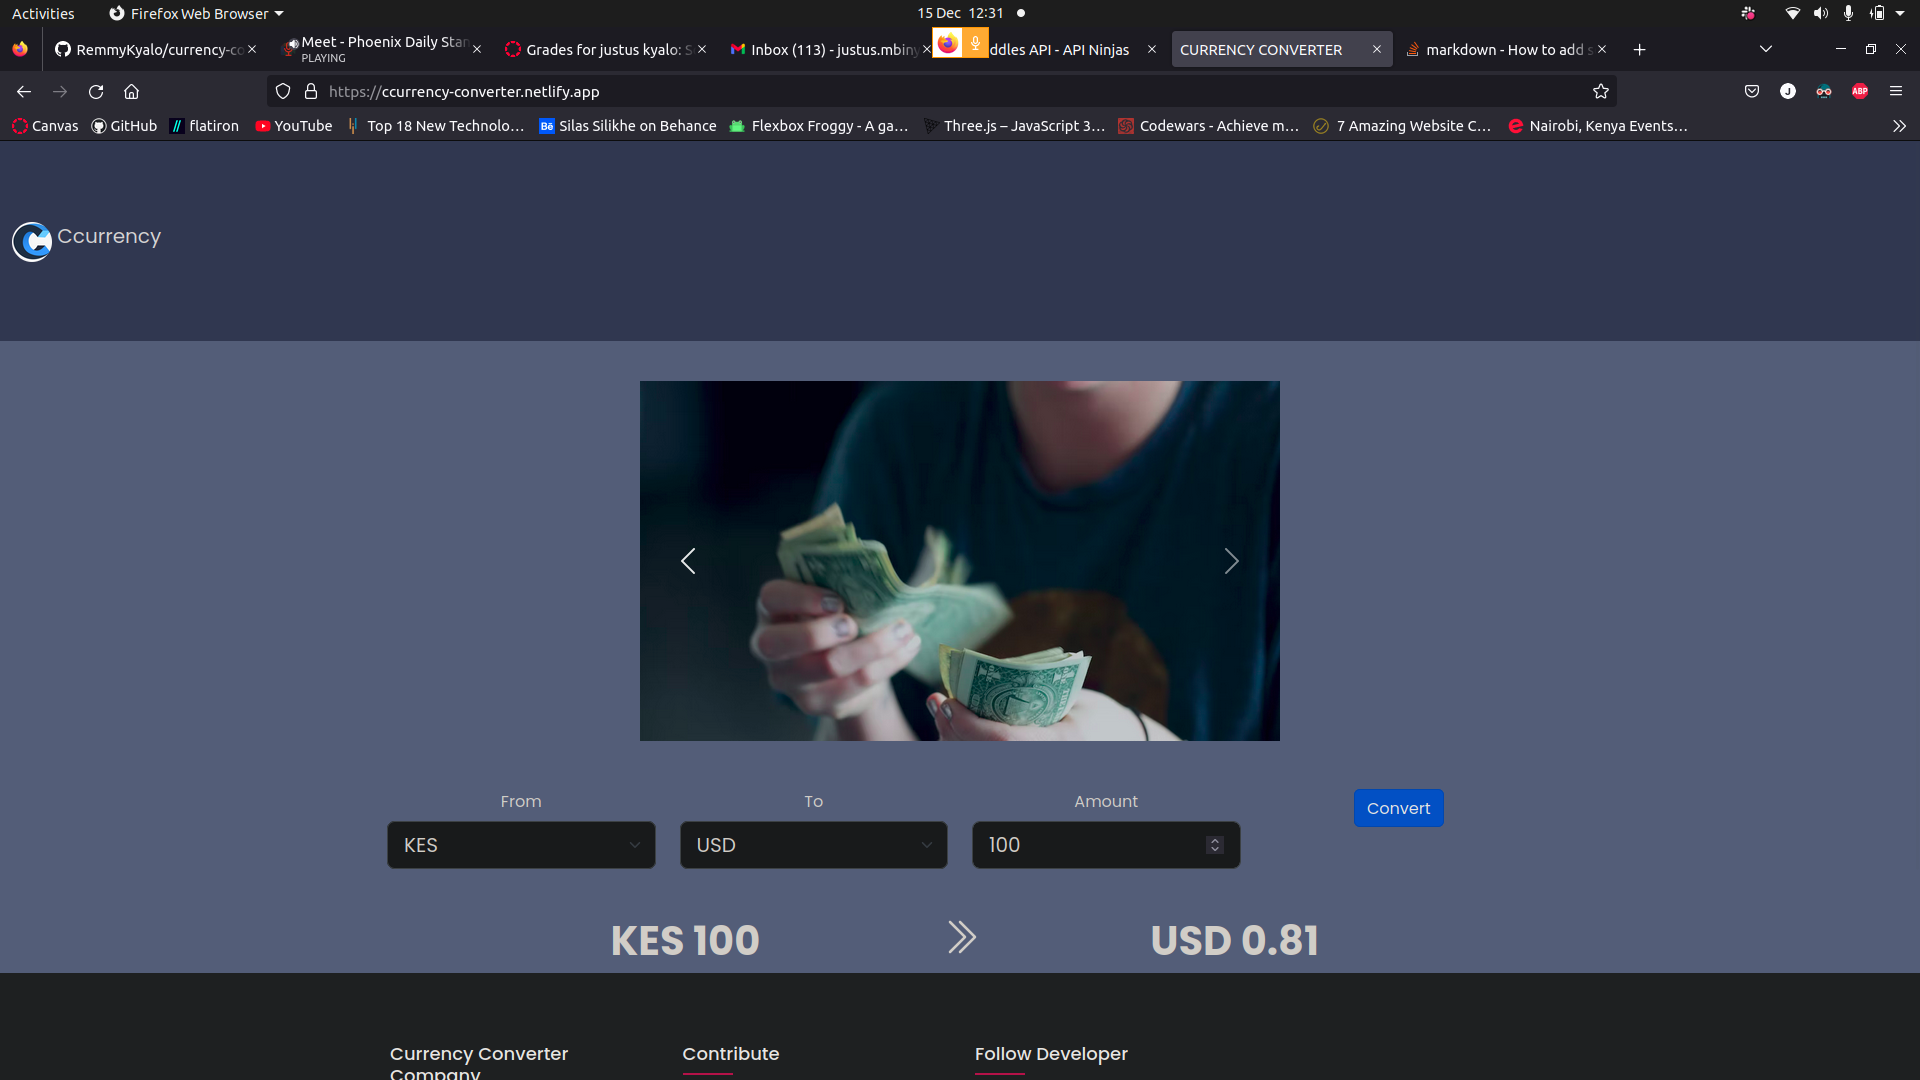 Activities Firefox Web Browser 15 Dec 12:31
RemmyKyalo/currency-co Meet - Phoenix Daily Stan PLAYING Grades for justus kyalo: S Inbox (113) - justus.mbiny ddles API - API Ninjas CURRENCY CONVERTER markdown - How to add s
https://ccurrency-converter.netlify.app J ABP
Canvas GitHub flatiron YouTube Top 18 New Technolo… Bē Silas Silikhe on Behance Flexbox Froggy - A ga… Three.js – JavaScript 3… Codewars - Achieve m… 7 Amazing Website C… Nairobi, Kenya Events…
Ccurrency
From To Amount Convert
KES USD 100
KES 100 USD 0.81
Currency Converter Contribute Follow Developer
Company